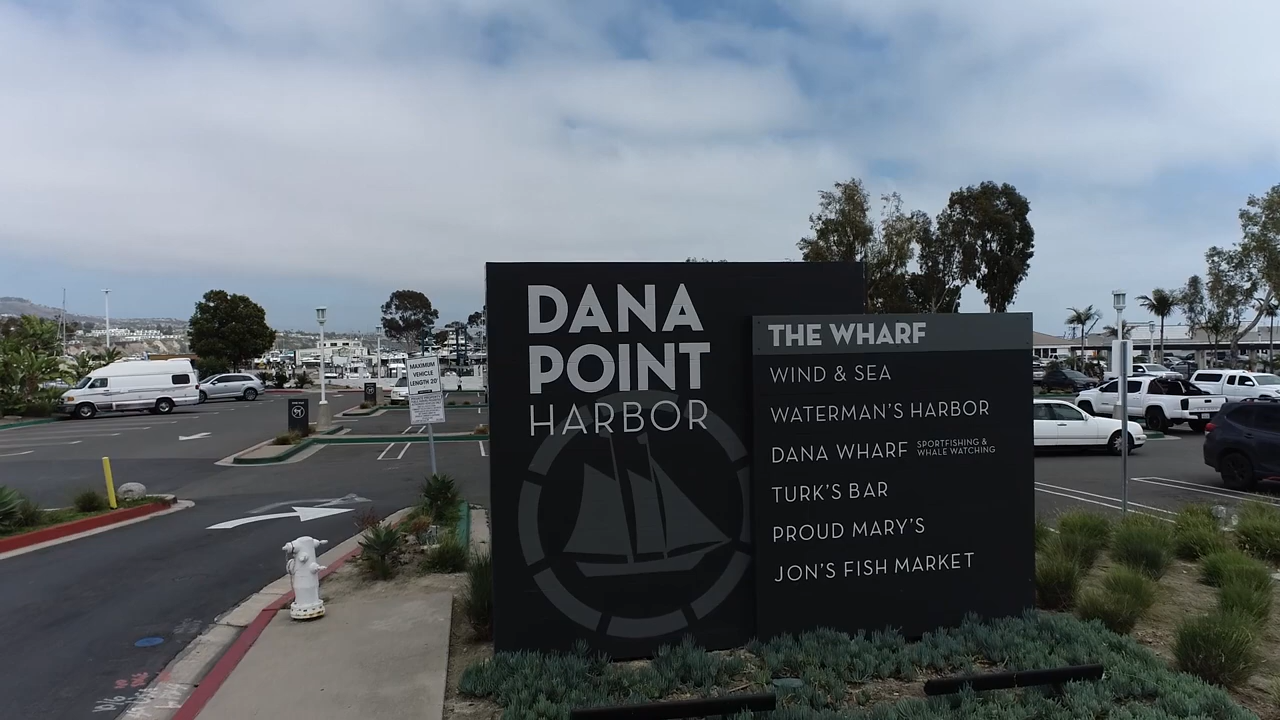 DANA
POINT
HARBOR
THE WHARF
WIND & SEA
WATERMAN'S HARBOR
DANA WHARF SPORTFISHING &
WHALE WATCHING
TURK'S BAR
PROUD MARY'S
JON'S FISH MARKET
MAXIMUM
VEHICLE
LENGTH 20'